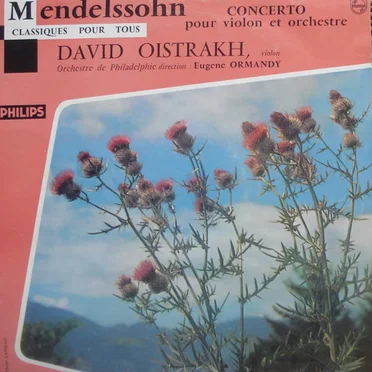 Mendelssohn
CLASSIQUES POUR TOUS
CONCERTO
pour violon et orchestre
DAVID OISTRAKH, violon
Orchestre de Philadelphie direction : Eugene ORMANDY
PHILIPS